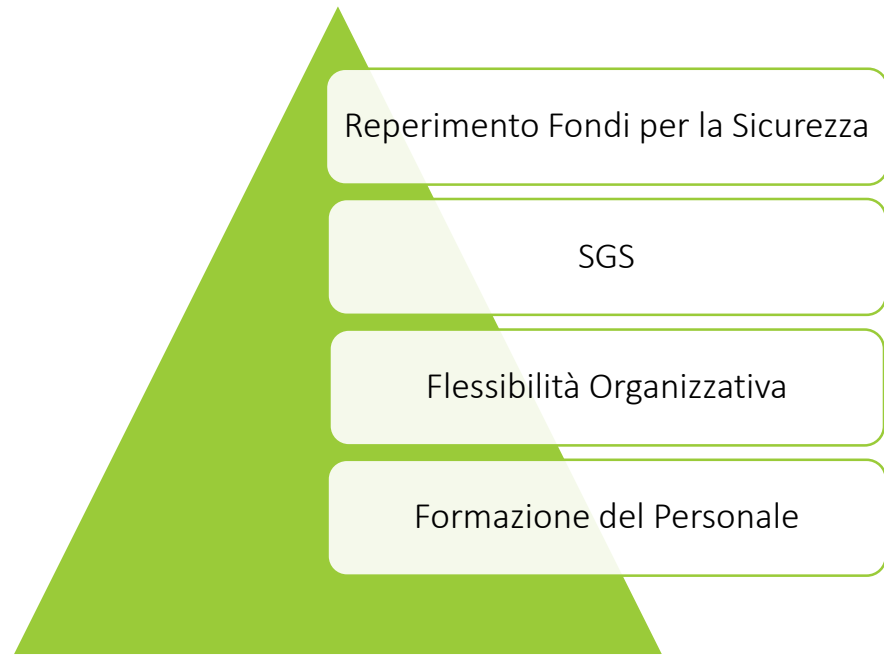 Reperimento Fondi per la Sicurezza
SGS
Flessibilità Organizzativa
Formazione del Personale